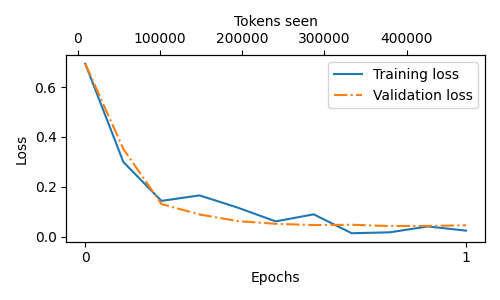 Tokens seen
0 100000 200000 300000 400000
Training loss
Validation loss
Loss
0.6
0.4
0.2
0.0
0 1
Epochs